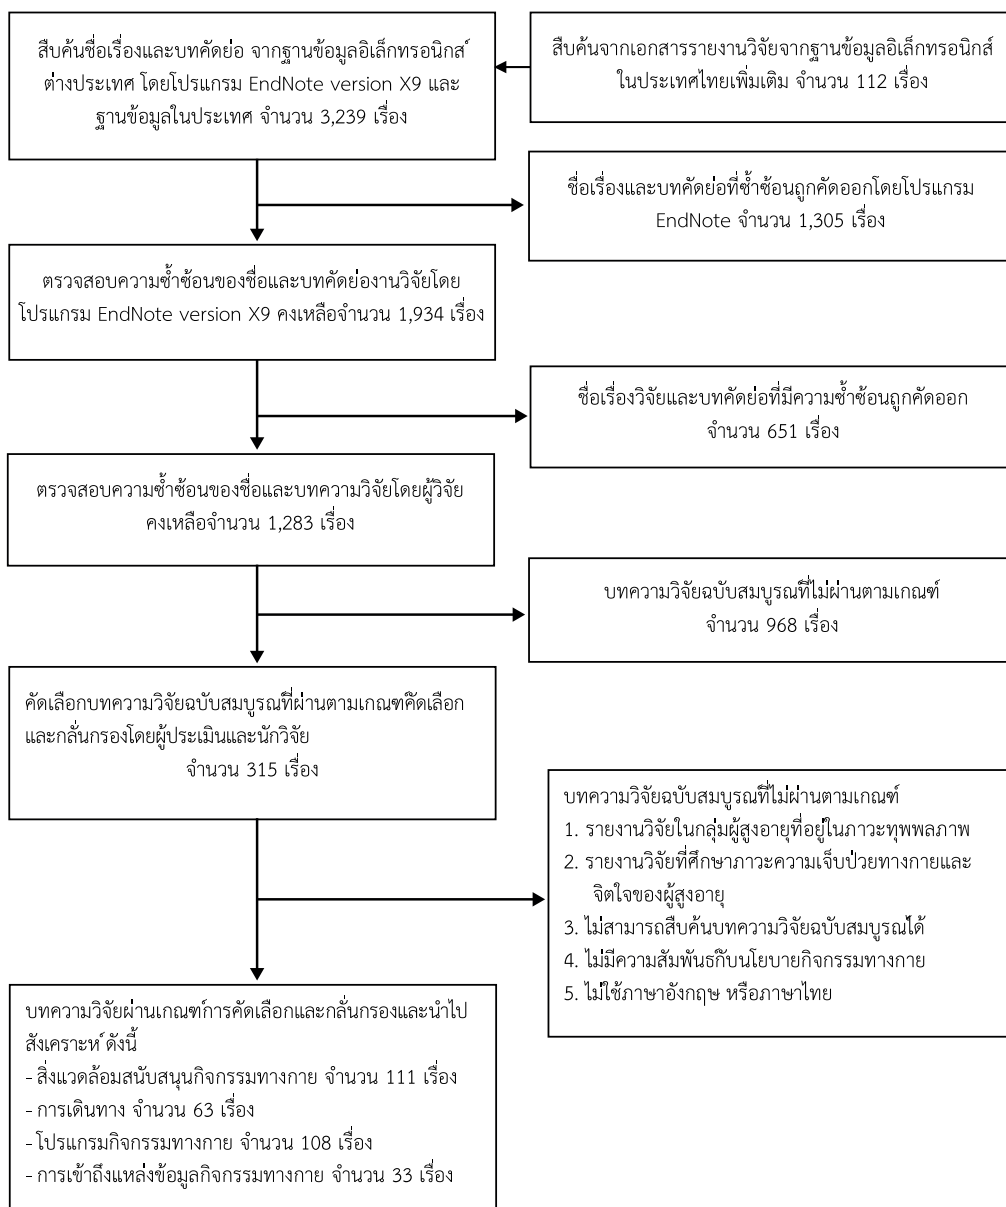 สืบค้นชื่อเรื่องและบทคัดย่อ จากฐานข้อมูลอิเล็กทรอนิกส์
ต่างประเทศ โดยโปรแกรม EndNote version X9 และ
ฐานข้อมูลในประเทศ จำนวน 3,239 เรื่อง
สืบค้นจากเอกสารรายงานวิจัยจากฐานข้อมูลอิเล็กทรอนิกส์
ในประเทศไทยเพิ่มเติม จำนวน 112 เรื่อง
ชื่อเรื่องและบทคัดย่อที่ซ้ำซ้อนถูกคัดออกโดยโปรแกรม
EndNote จำนวน 1,305 เรื่อง
ตรวจสอบความซ้ำซ้อนของชื่อและบทคัดย่องานวิจัยโดย
โปรแกรม EndNote version X9 คงเหลือจำนวน 1,934 เรื่อง
ชื่อเรื่องวิจัยและบทคัดย่อที่มีความซ้ำซ้อนถูกคัดออก
จำนวน 651 เรื่อง
ตรวจสอบความซ้ำซ้อนของชื่อและบทความวิจัยโดยผู้วิจัย
คงเหลือจำนวน 1,283 เรื่อง
บทความวิจัยฉบับสมบูรณ์ที่ไม่ผ่านตามเกณฑ์
จำนวน 968 เรื่อง
คัดเลือกบทความวิจัยฉบับสมบูรณ์ที่ผ่านตามเกณฑ์คัดเลือก
และกลั่นกรองโดยผู้ประเมินและนักวิจัย
จำนวน 315 เรื่อง
บทความวิจัยฉบับสมบูรณ์ที่ไม่ผ่านตามเกณฑ์
1. รายงานวิจัยในกลุ่มผู้สูงอายุที่อยู่ในภาวะทุพพลภาพ
2. รายงานวิจัยที่ศึกษาภาวะความเจ็บป่วยทางกายและ
จิตใจของผู้สูงอายุ
3. ไม่สามารถสืบค้นบทความวิจัยฉบับสมบูรณ์ได้
4. ไม่มีความสัมพันธ์กับนโยบายกิจกรรมทางกาย
5. ไม่ใช้ภาษาอังกฤษ หรือภาษาไทย
บทความวิจัยผ่านเกณฑ์การคัดเลือกและกลั่นกรองและนำไป
สังเคราะห์ ดังนี้
- สิ่งแวดล้อมสนับสนุนกิจกรรมทางกาย จำนวน 111 เรื่อง
- การเดินทาง จำนวน 63 เรื่อง
- โปรแกรมกิจกรรมทางกาย จำนวน 108 เรื่อง
- การเข้าถึงแหล่งข้อมูลกิจกรรมทางกาย จำนวน 33 เรื่อง